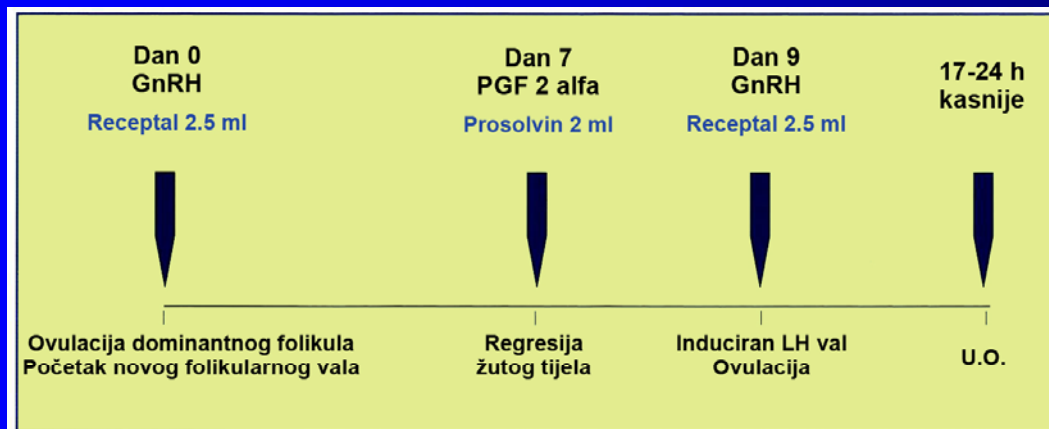 Dan 0
GnRH
Receptal 2.5 ml
Dan 7
PGF 2 alfa
Prosolvin 2 ml
Dan 9
GnRH
Receptal 2.5 ml
17-24 h
kasnije
Ovulacija dominantnog folikula
Početak novog folikularnog vala
Regresija
žutog tijela
Induciran LH val
Ovulacija
U.O.